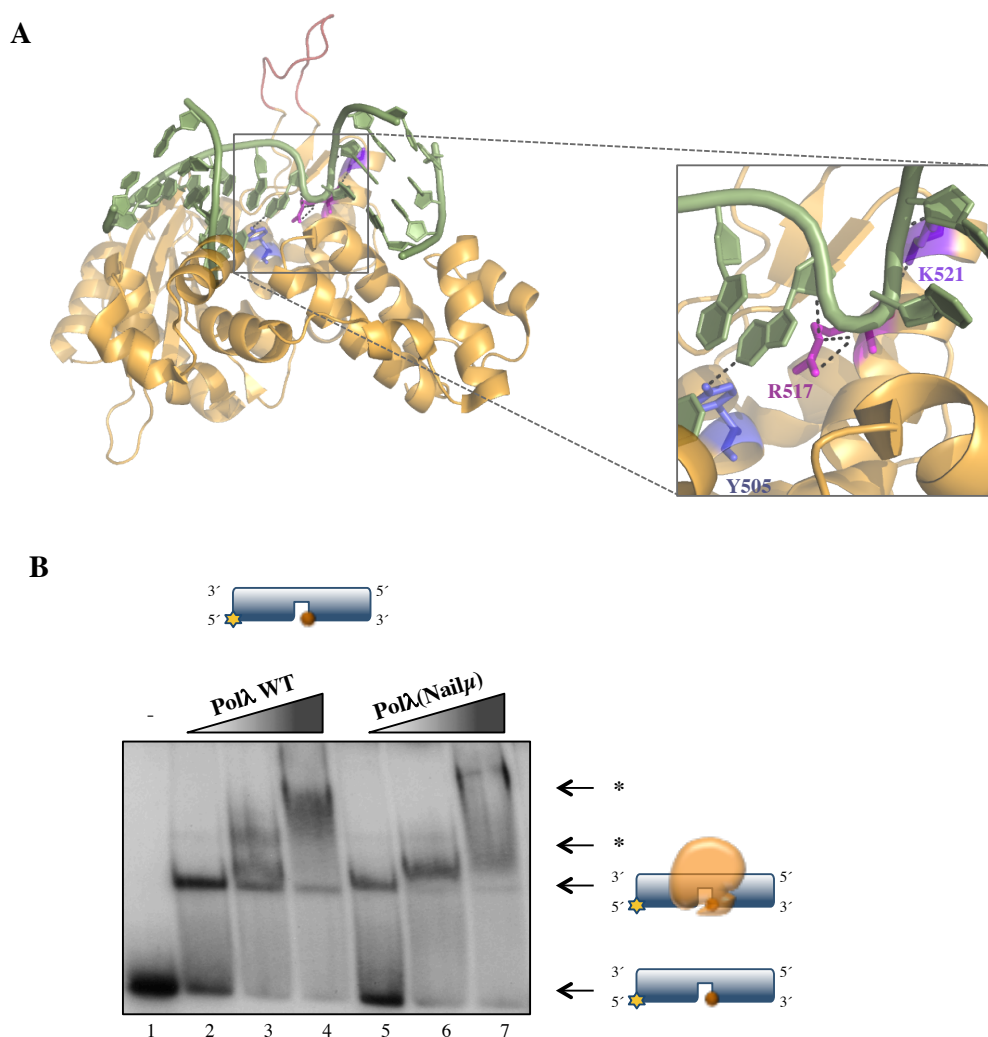 A
K521
R517
Y505
B
3´ 5´
5´ 3´
Polλ WT Polλ(Nailμ)
-
*
*
3´ 5´
5´ 3´
3´ 5´
5´ 3´
1 2 3 4 5 6 7